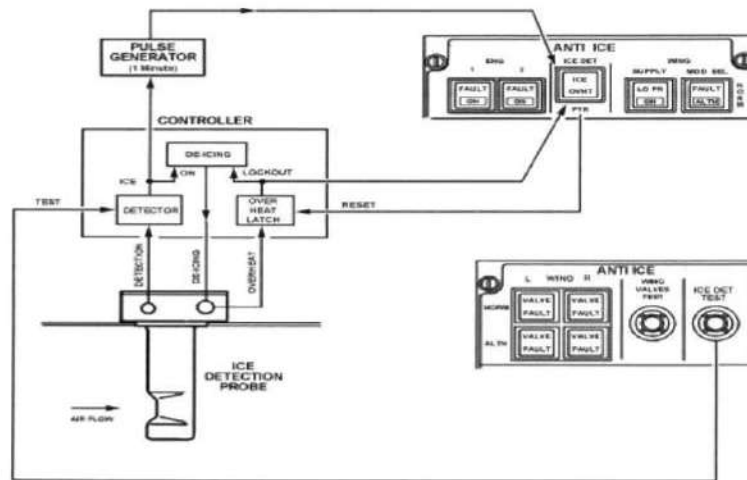 PULSE
GENERATOR
(1 Minute)
ANTI ICE
ENG
1
2
ICE DET
WING
SUPPLY
MOD SEL
FAULT
ON
FAULT
ON
ICE
OVHT
LO PR
ON
FAULT
ALTN
CONTROLLER
DE-ICING
ICE
ON
LOCKOUT
TEST
DETECTOR
OVER
HEAT
LATCH
RESET
DETECTION
DEICING
OVERHEAT
ANTI ICE
L WING R
WING
VALVES
TEST
ICE DET
TEST
NORM
VALVE
FAULT
VALVE
FAULT
ALTN
VALVE
FAULT
VALVE
FAULT
ICE
DETECTION
PROBE
AIR FLOW